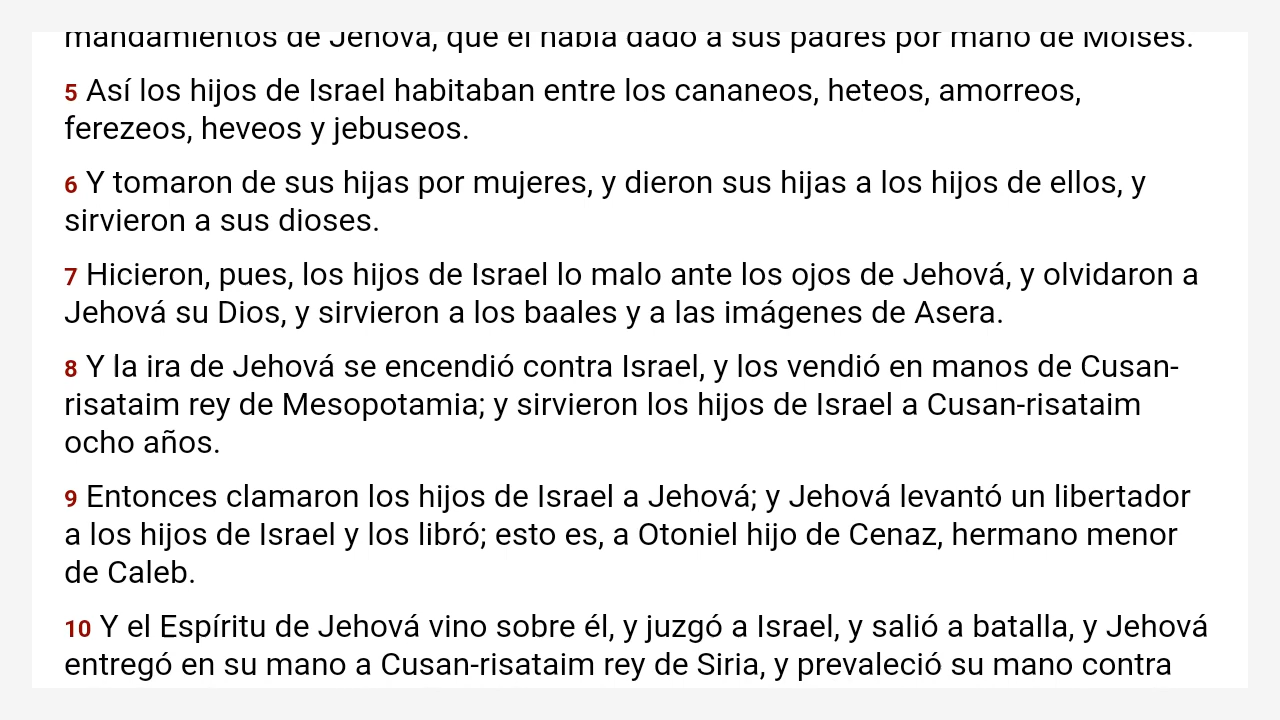 mandamientos de Jehová, que él había dado a sus padres por mano de Moisés.
5 Así los hijos de Israel habitaban entre los cananeos, heteos, amorreos,
ferezeos, heveos y jebuseos.
6 Y tomaron de sus hijas por mujeres, y dieron sus hijas a los hijos de ellos, y
sirvieron a sus dioses.
7 Hicieron, pues, los hijos de Israel lo malo ante los ojos de Jehová, y olvidaron a
Jehová su Dios, y sirvieron a los baales y a las imágenes de Asera.
8 Y la ira de Jehová se encendió contra Israel, y los vendió en manos de Cusan-
risataim rey de Mesopotamia; y sirvieron los hijos de Israel a Cusan-risataim
ocho años.
9 Entonces clamaron los hijos de Israel a Jehová; y Jehová levantó un libertador
a los hijos de Israel y los libró; esto es, a Otoniel hijo de Cenaz, hermano menor
de Caleb.
10 Y el Espíritu de Jehová vino sobre él, y juzgó a Israel, y salió a batalla, y Jehová
entregó en su mano a Cusan-risataim rey de Siria, y prevaleció su mano contra